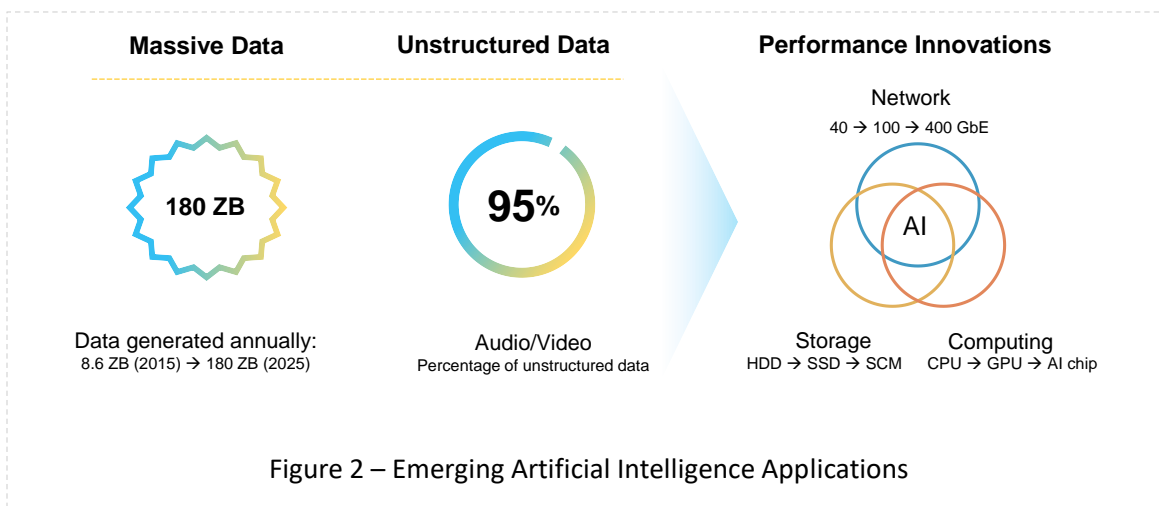 Massive Data
180 ZB
Data generated annually:
8.6 ZB (2015) → 180 ZB (2025)
Unstructured Data
95%
Audio/Video
Percentage of unstructured data
Performance Innovations
Network
40 → 100 → 400 GbE
AI
Storage
HDD → SSD → SCM
Computing
CPU → GPU → AI chip
Figure 2 – Emerging Artificial Intelligence Applications